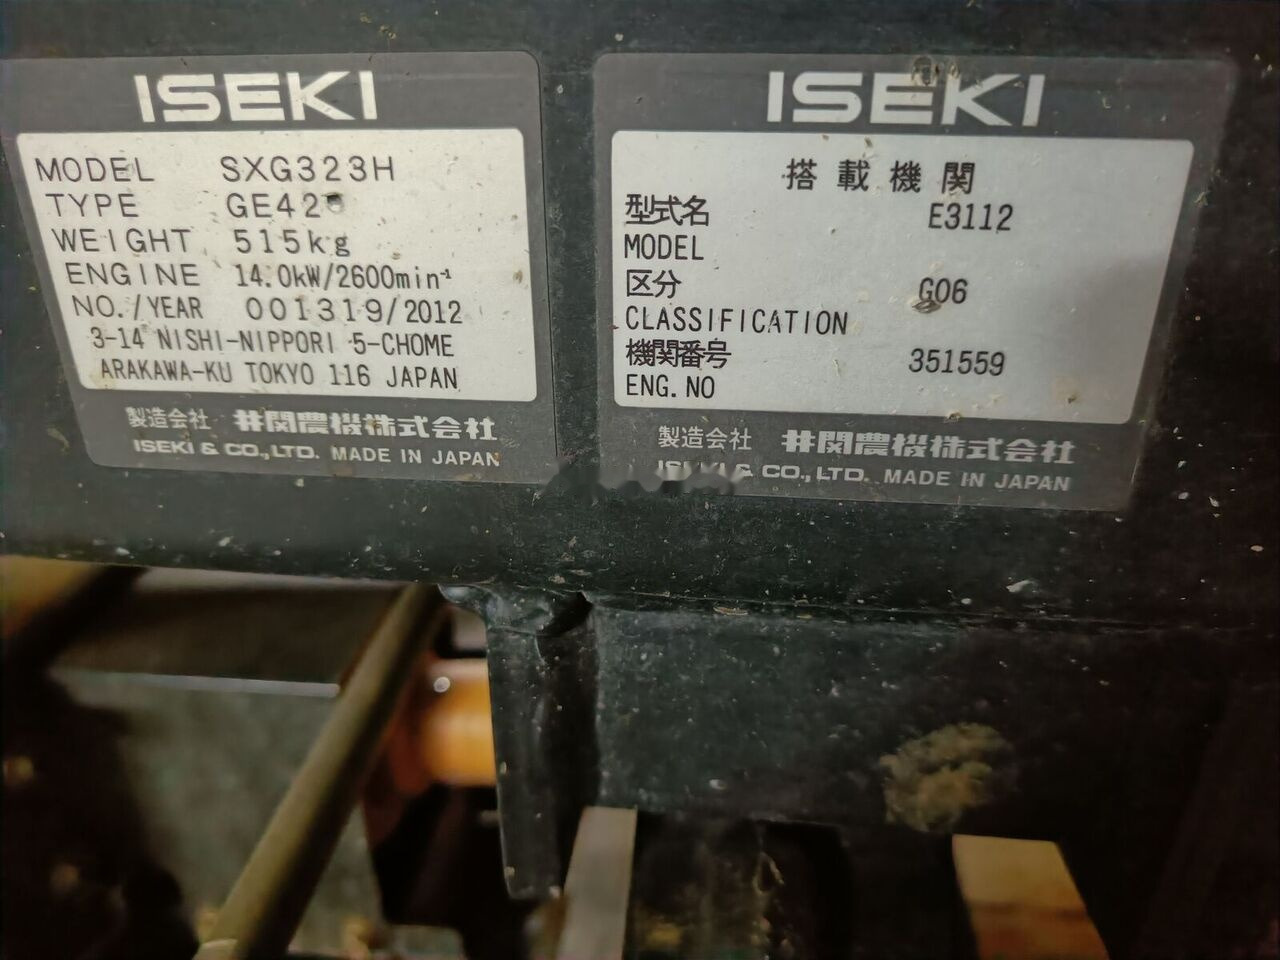 ISEKI
MODEL SXG323H
TYPE GE42
WEIGHT 515kg
ENGINE 14.0kW/2600min⁻¹
NO./YEAR 001319/2012
3-14 NISHI-NIPPORI 5-CHOME
ARAKAWA-KU TOKYO 116 JAPAN
製造会社 井関農機株式会社
ISEKI & CO.,LTD. MADE IN JAPAN
ISEKI
搭載機関
型式名 E3112
MODEL
区分 G06
CLASSIFICATION
機関番号 351559
ENG.NO
製造会社 井関農機株式会社
ISEKI & CO.,LTD. MADE IN JAPAN